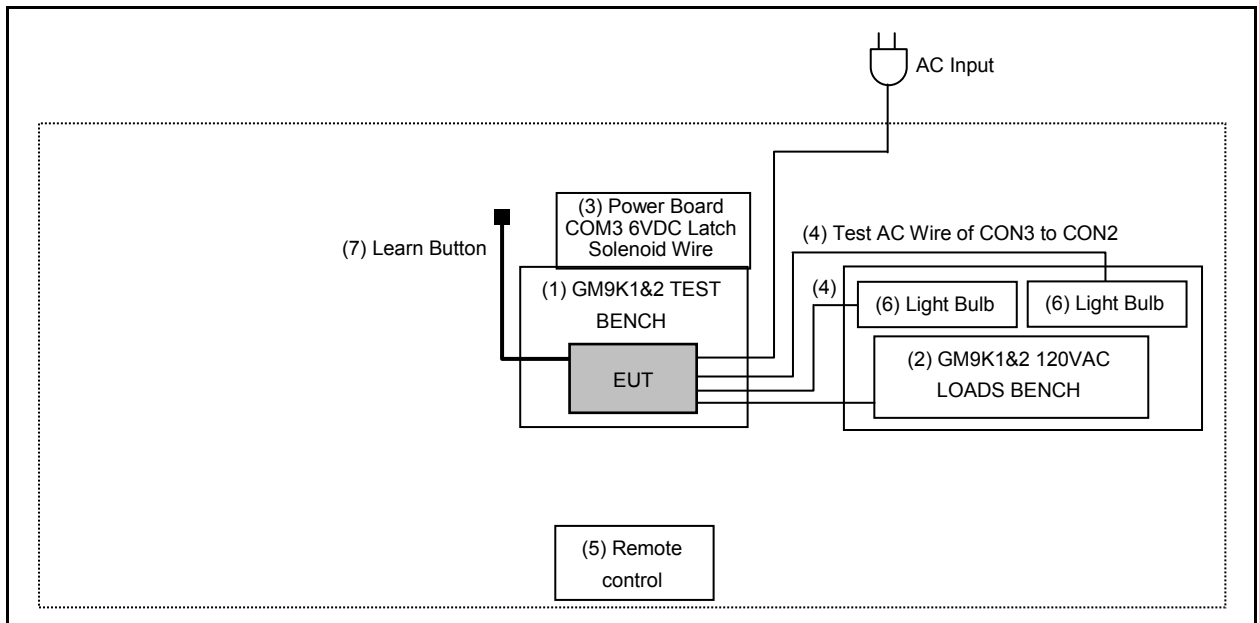 AC Input
(3) Power Board
COM3 6VDC Latch
Solenoid Wire
(7) Learn Button
(4) Test AC Wire of CON3 to CON2
(1) GM9K1&2 TEST
BENCH
(4)
(6) Light Bulb
(6) Light Bulb
(2) GM9K1&2 120VAC
LOADS BENCH
EUT
(5) Remote
control